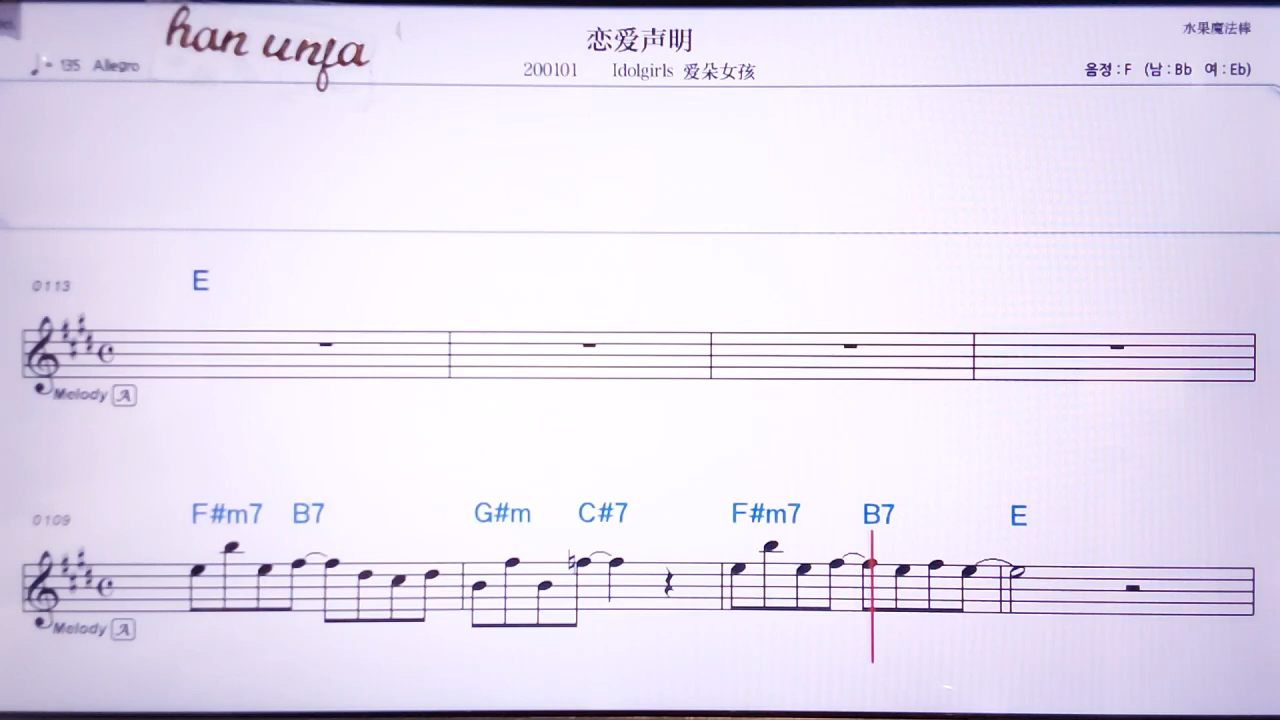 han unfa
恋爱声明
水果魔法棒
♩= 135 Allegro
200101 Idolgirls 爱朵女孩
음정 : F (남 : Bb 여 : Eb)
0113
E
Melody A
0109
F#m7 B7 G#m C#7 F#m7 B7 E
Melody A